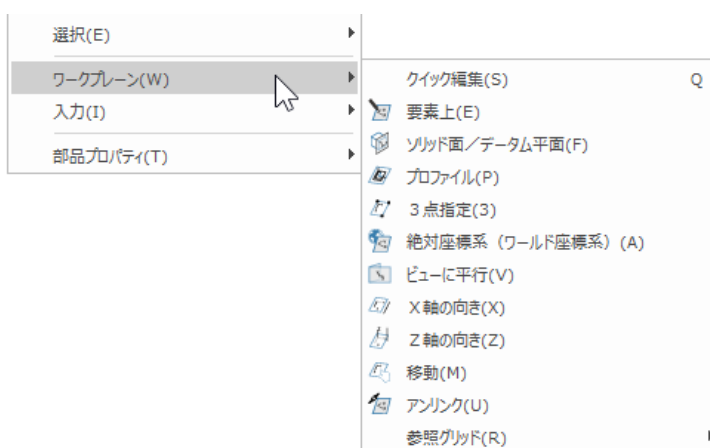 選択(E)
ワークプレーン(W)
入力(I)
部品プロパティ(T)
クイック編集(S) Q
要素上(E)
ソリッド面／データム平面(F)
プロファイル(P)
３点指定(3)
絶対座標系（ワールド座標系）(A)
ビューに平行(V)
Ｘ軸の向き(X)
Ｚ軸の向き(Z)
移動(M)
アンリンク(U)
参照グリッド(R)